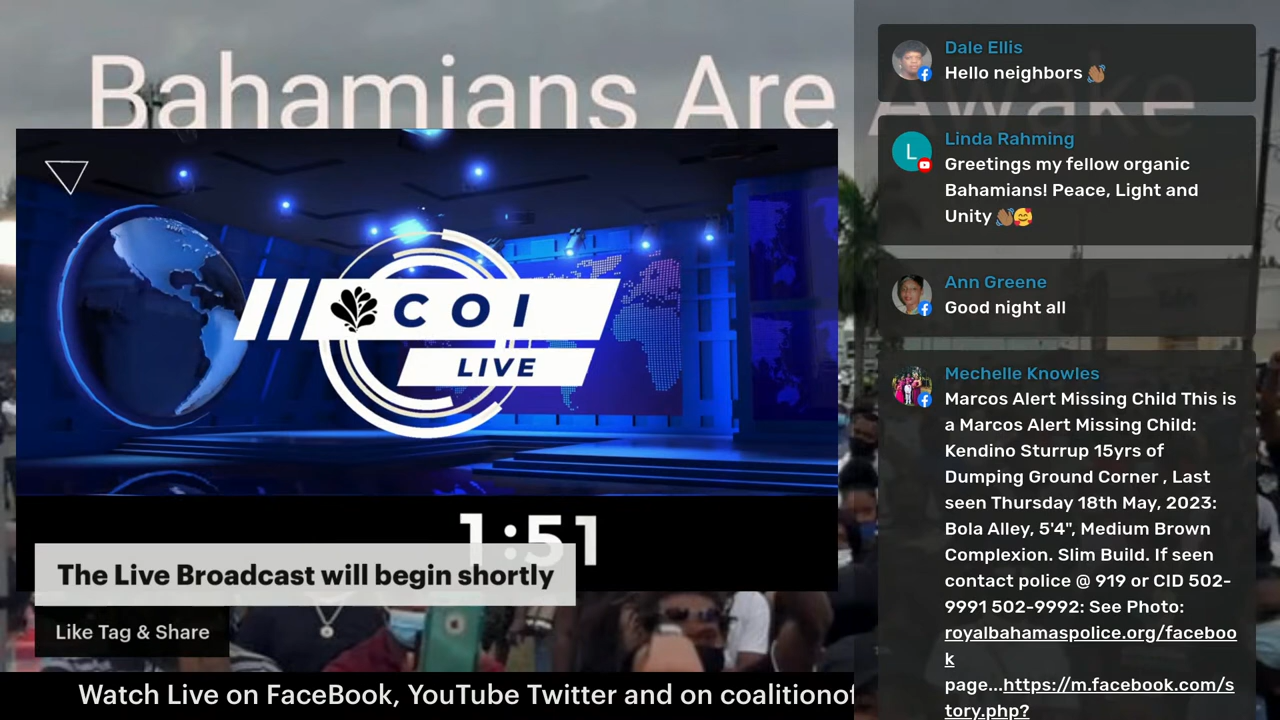 Bahamians Are Awake
COI
LIVE
1:51
The Live Broadcast will begin shortly
Like Tag & Share
Watch Live on FaceBook, YouTube Twitter and on coalitionof
Dale Ellis
Hello neighbors 👋🏾
L
Linda Rahming
Greetings my fellow organic
Bahamians! Peace, Light and
Unity 👋🏾🥰
Ann Greene
Good night all
Mechelle Knowles
Marcos Alert Missing Child This is
a Marcos Alert Missing Child:
Kendino Sturrup 15yrs of
Dumping Ground Corner , Last
seen Thursday 18th May, 2023:
Bola Alley, 5'4", Medium Brown
Complexion. Slim Build. If seen
contact police @ 919 or CID 502-
9991 502-9992: See Photo:
royalbahamaspolice.org/faceboo
k
page...https://m.facebook.com/s
tory.php?